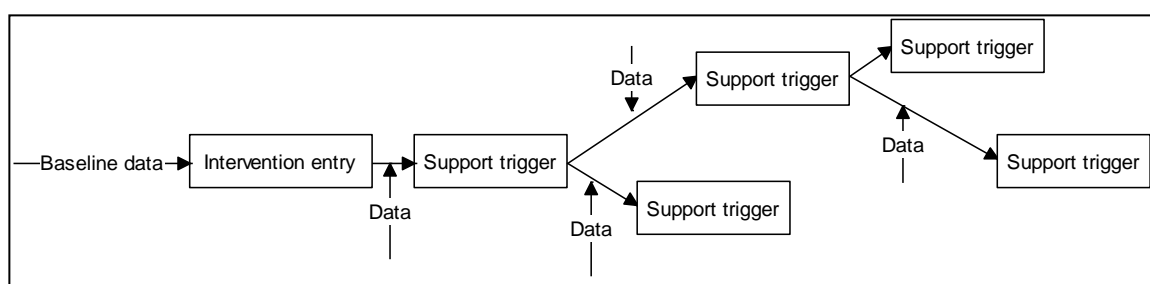 Support trigger
Data
Support trigger
Baseline data
Intervention entry
Support trigger
Data
Support trigger
Data
Data
Support trigger